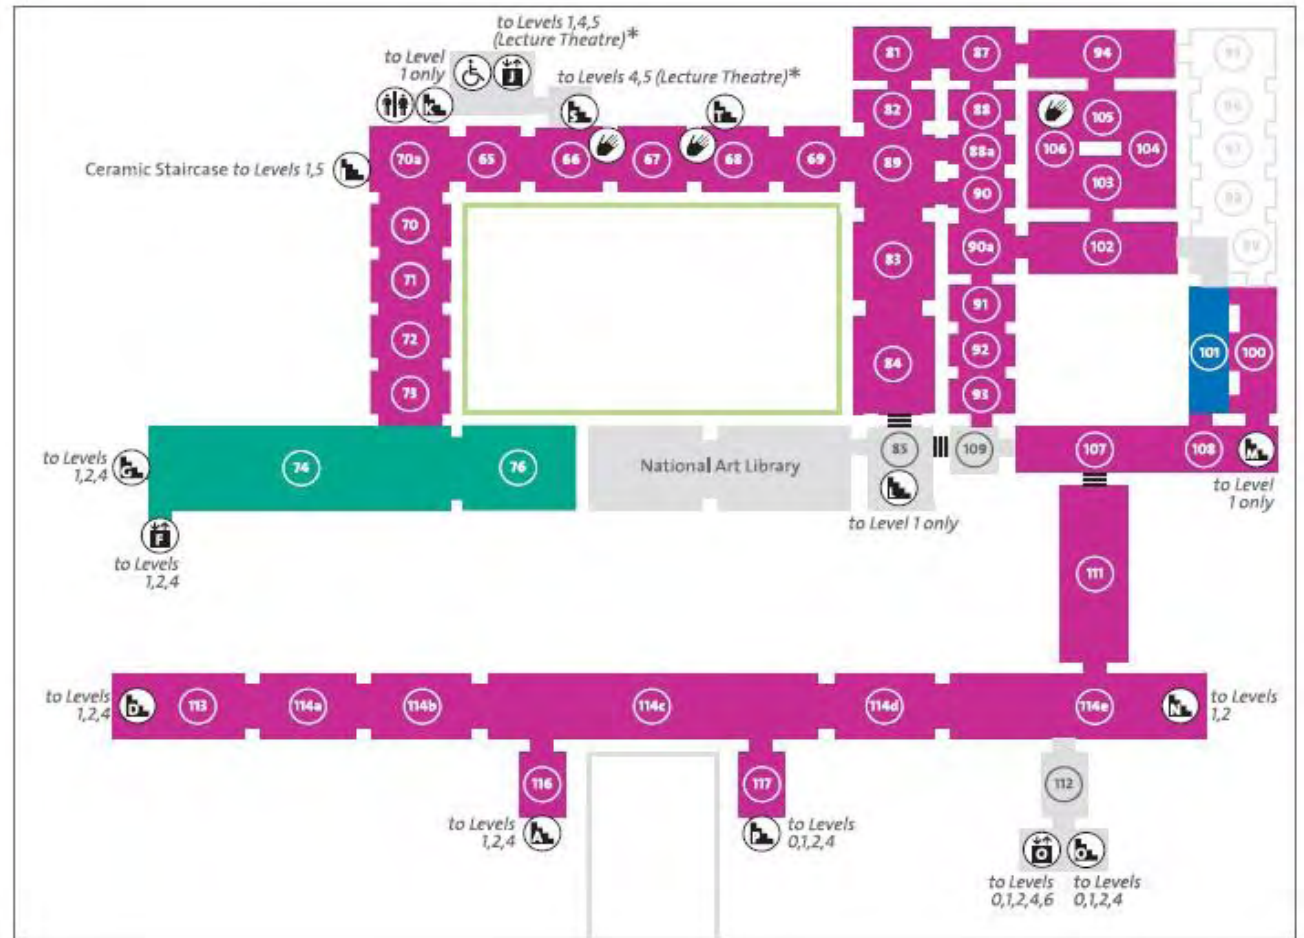 to Levels 1,4,5
(Lecture Theatre)*
to Level
1 only
J
to Levels 4,5 (Lecture Theatre)*
K
S
L
81
87
94
95
96
97
98
99
82
88
105
88a
106
104
70a
65
66
67
68
69
89
Ceramic Staircase to Levels 1,5
103
90
70
90a
102
83
71
91
72
92
84
101
100
73
93
to Levels
1,2,4
G
74
76
National Art Library
85
109
107
108
M
to Level
1 only
L
to Level 1 only
F
to Levels
1,2,4
111
to Levels
1,2,4
D
113
114a
114b
114c
114d
114e
N
to Levels
1,2
116
117
112
to Levels
1,2,4
A
P
to Levels
0,1,2,4
O
O
to Levels
0,1,2,4,6
to Levels
0,1,2,4